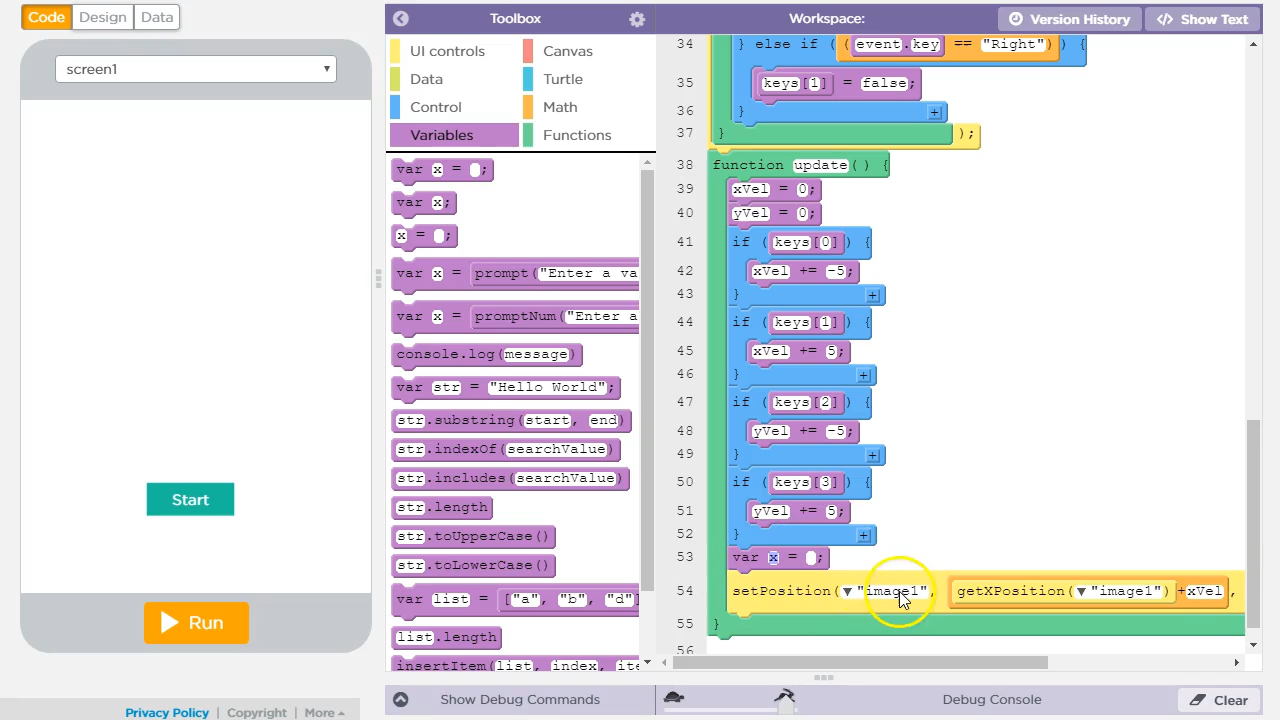 Code Design Data
Toolbox
Workspace:
Version History
</> Show Text
screen1
UI controls
Canvas
Data
Turtle
Control
Math
Variables
Functions
var x = ;
var x;
x = ;
var x = prompt("Enter a va
var x = promptNum("Enter a
console.log(message)
var str = "Hello World";
str.substring(start, end)
str.indexOf(searchValue)
str.includes(searchValue)
str.length
str.toUpperCase()
str.toLowerCase()
var list = ["a", "b", "d"]
list.length
insertItem(list, index, ite
34 } else if ( ( event.key == "Right") ) {
35 keys[1] = false;
36 }
37 } );
38 function update() {
39 xVel = 0;
40 yVel = 0;
41 if (keys[0]) {
42 xVel += -5;
43 }
44 if (keys[1]) {
45 xVel += 5;
46 }
47 if (keys[2]) {
48 yVel += -5;
49 }
50 if (keys[3]) {
51 yVel += 5;
52 }
53 var x = ;
54 setPosition("image1", getXPosition("image1")+xVel,
55 }
56
Start
Run
Show Debug Commands
Debug Console
Clear
Privacy Policy | Copyright | More